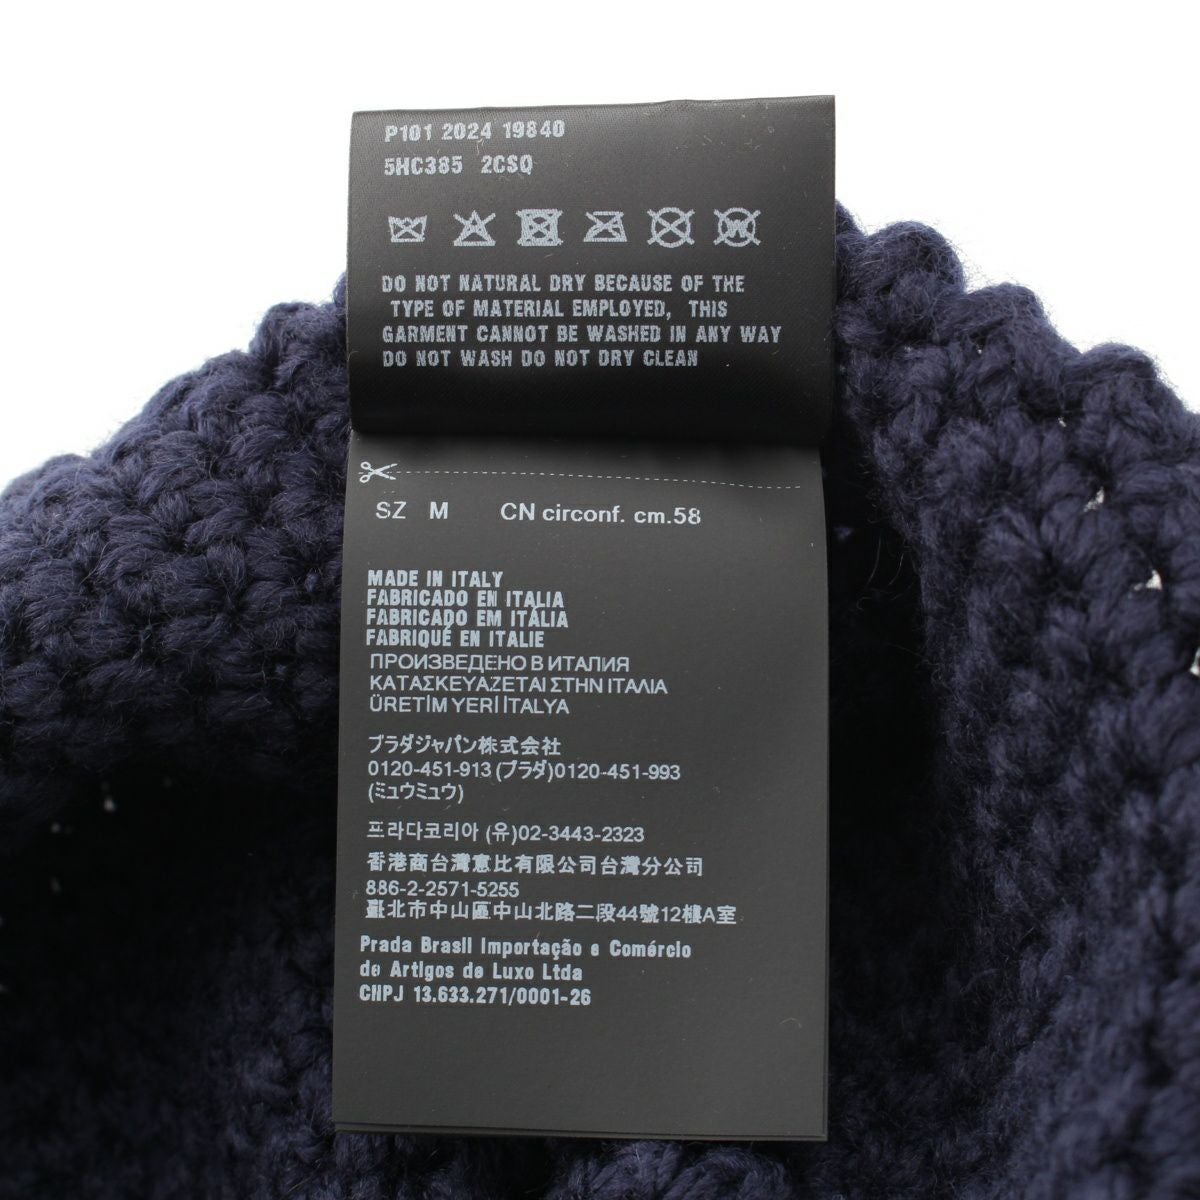 P101 2024 19840
5HC385 2CSQ
W
DO NOT NATURAL DRY BECAUSE OF THE
TYPE OF MATERIAL EMPLOYED, THIS
GARMENT CANNOT BE WASHED IN ANY WAY
DO NOT WASH DO NOT DRY CLEAN
SZ M CN circonf. cm.58
MADE IN ITALY
FABRICADO EN ITALIA
FABRICADO EM ITÁLIA
FABRIQUÉ EN ITALIE
ПРОИЗВЕДЕНО В ИТАЛИЯ
ΚΑΤΑΣΚΕΥΑΖΕΤΑΙ ΣΤΗΝ ΙΤΑΛΙΑ
ÜRETİM YERİ İTALYA
プラダジャパン株式会社
0120-451-913 (プラダ)0120-451-993
(ミュウミュウ)
프라다코리아 (유)02-3443-2323
香港商台灣意比有限公司台灣分公司
886-2-2571-5255
臺北市中山區中山北路二段44號12樓A室
Prada Brasil Importação e Comércio
de Artigos de Luxo Ltda
CNPJ 13.633.271/0001-26